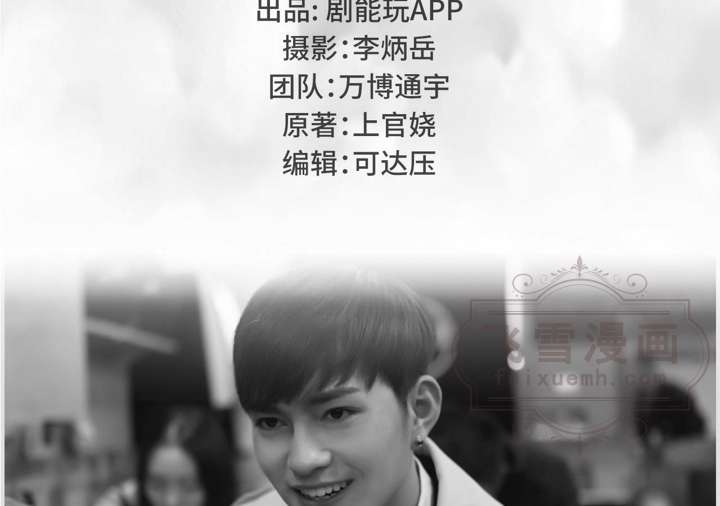 出品: 剧能玩APP
摄影:李炳岳
团队:万博通宇
原著:上官娆
编辑:可达压
飞雪漫画
feixuemh.com